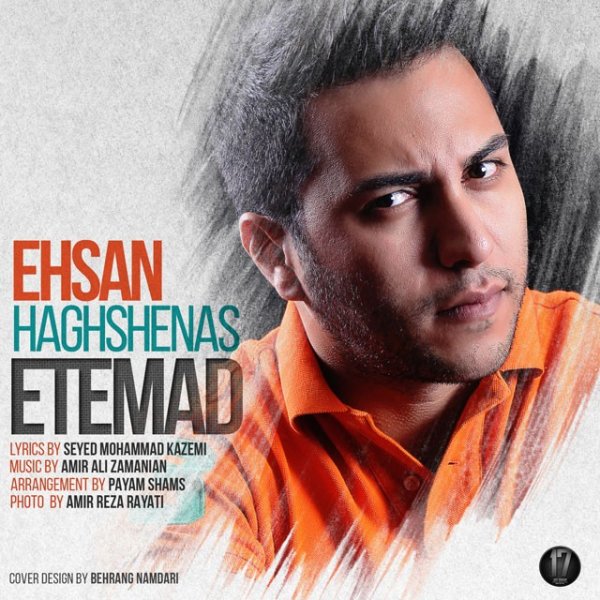 EHSAN
HAGHSHENAS
ETEMAD
LYRICS BY SEYED MOHAMMAD KAZEMI
MUSIC BY AMIR ALI ZAMANIAN
ARRANGEMENT BY PAYAM SHAMS
PHOTO BY AMIR REZA RAYATI
COVER DESIGN BY BEHRANG NAMDARI
17